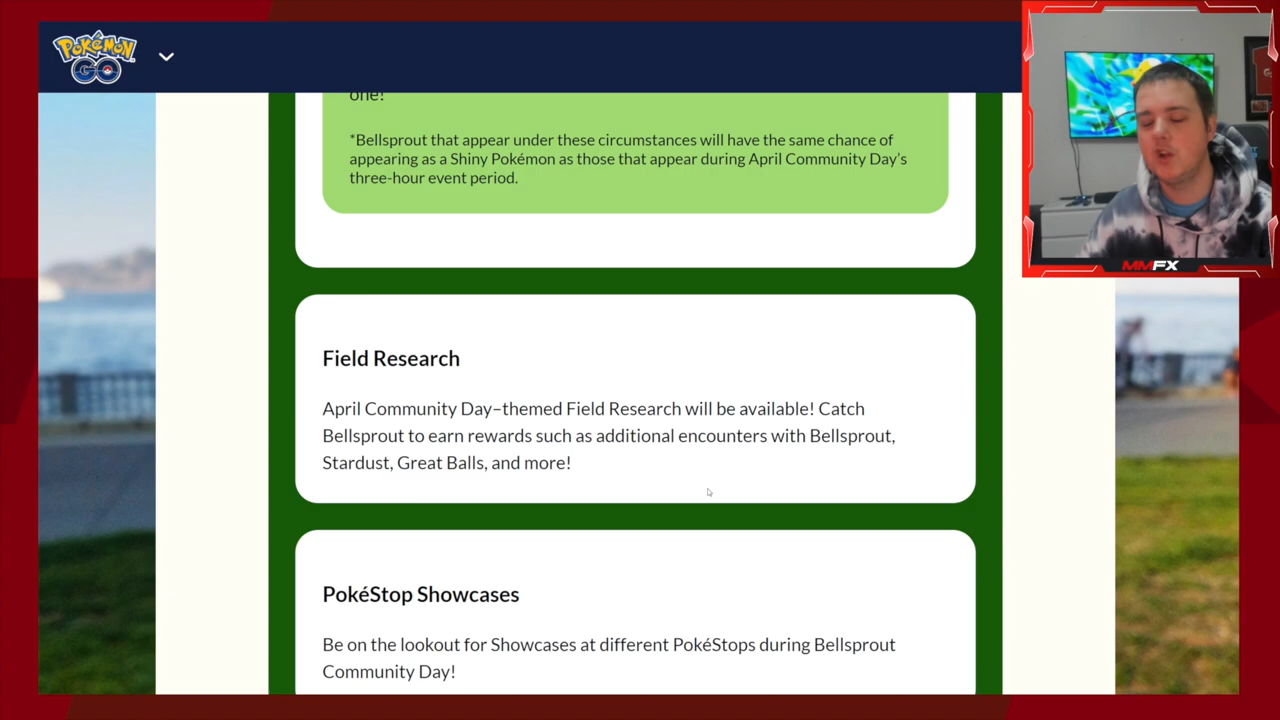 POKÉMON
GO
one!
*Bellsprout that appear under these circumstances will have the same chance of
appearing as a Shiny Pokémon as those that appear during April Community Day’s
three-hour event period.
Field Research
April Community Day–themed Field Research will be available! Catch
Bellsprout to earn rewards such as additional encounters with Bellsprout,
Stardust, Great Balls, and more!
PokéStop Showcases
Be on the lookout for Showcases at different PokéStops during Bellsprout
Community Day!
MMFX